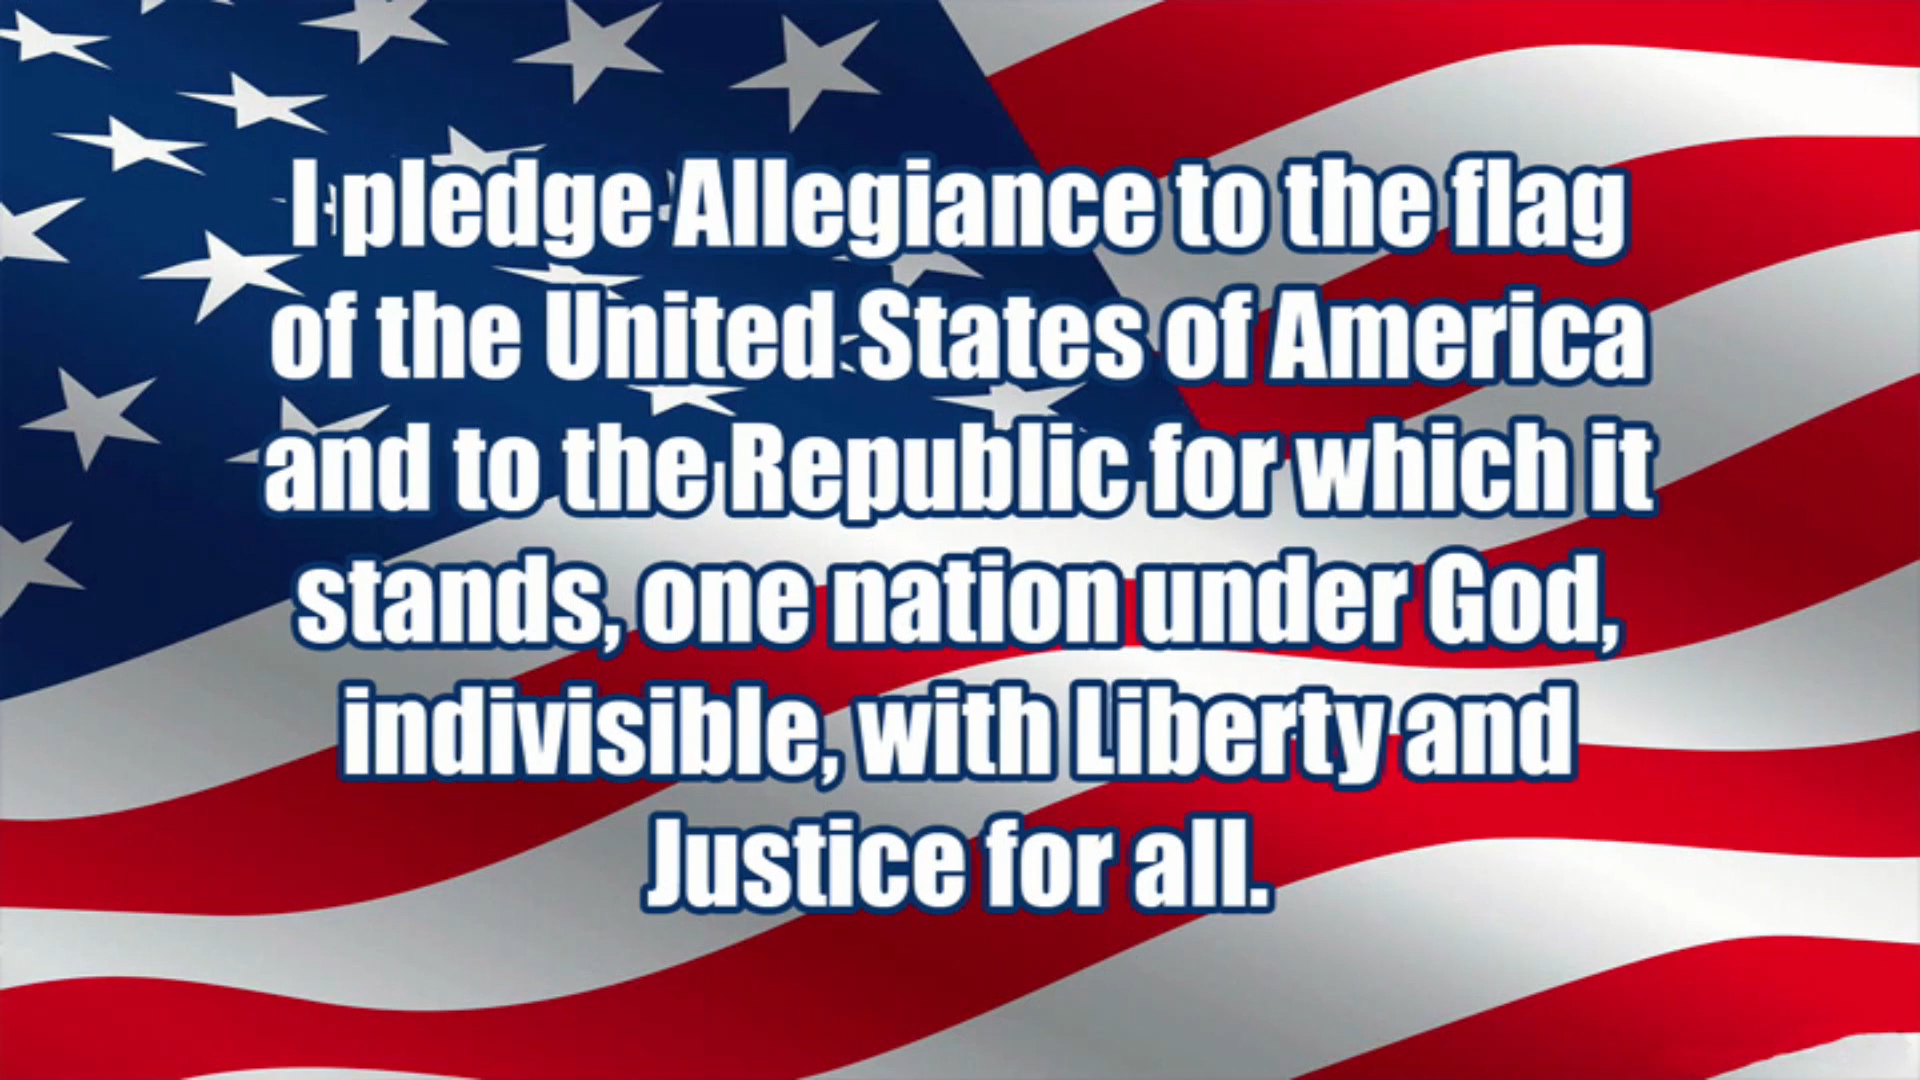 I pledge Allegiance to the flag
of the United States of America
and to the Republic for which it
stands, one nation under God,
indivisible, with Liberty and
Justice for all.